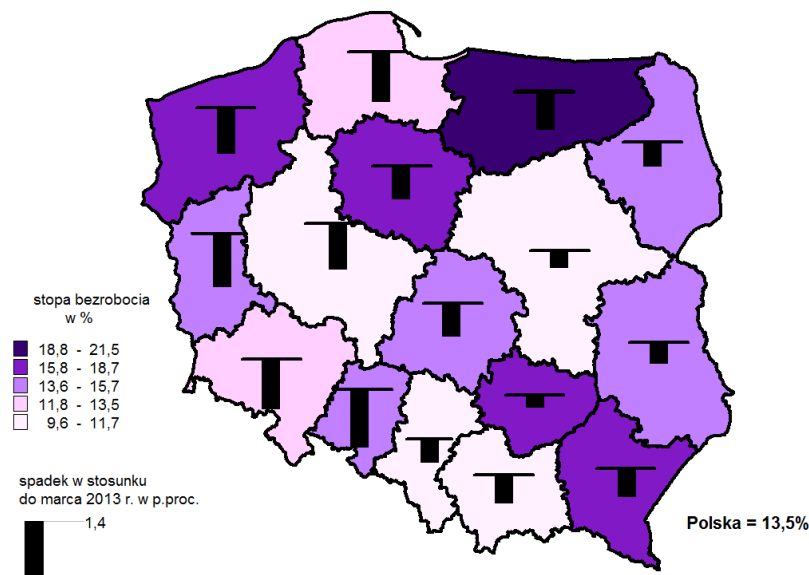 stopa bezrobocia
w %
18,8 - 21,5
15,8 - 18,7
13,6 - 15,7
11,8 - 13,5
9,6 - 11,7
spadek w stosunku
do marca 2013 r. w p.proc.
1,4
Polska = 13,5%